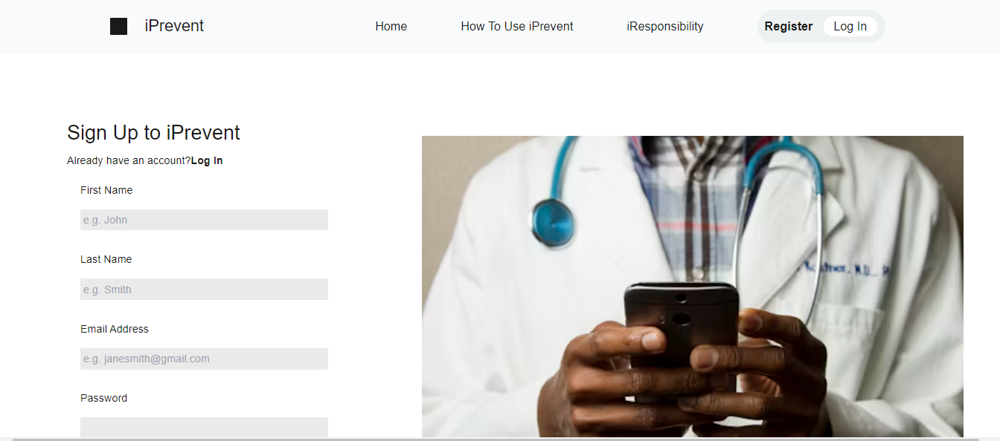 iPrevent
Home
How To Use iPrevent
iResponsibility
Register
Log In
Sign Up to iPrevent
Already have an account?Log In
First Name
e.g. John
Last Name
e.g. Smith
Email Address
e.g. janesmith@gmail.com
Password
M.D.